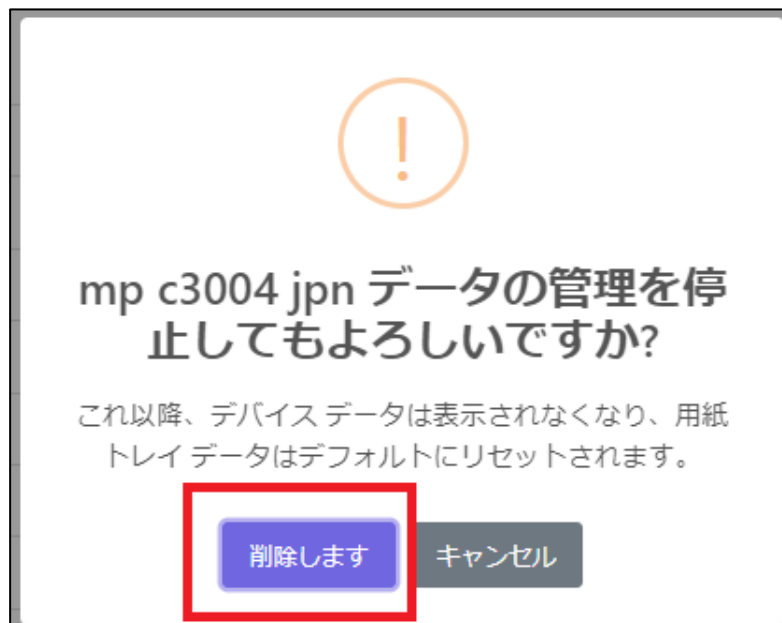 !
mp c3004 jpn データの管理を停
止してもよろしいですか?
これ以降、デバイス データは表示されなくなり、用紙
トレイ データはデフォルトにリセットされます。
削除します キャンセル